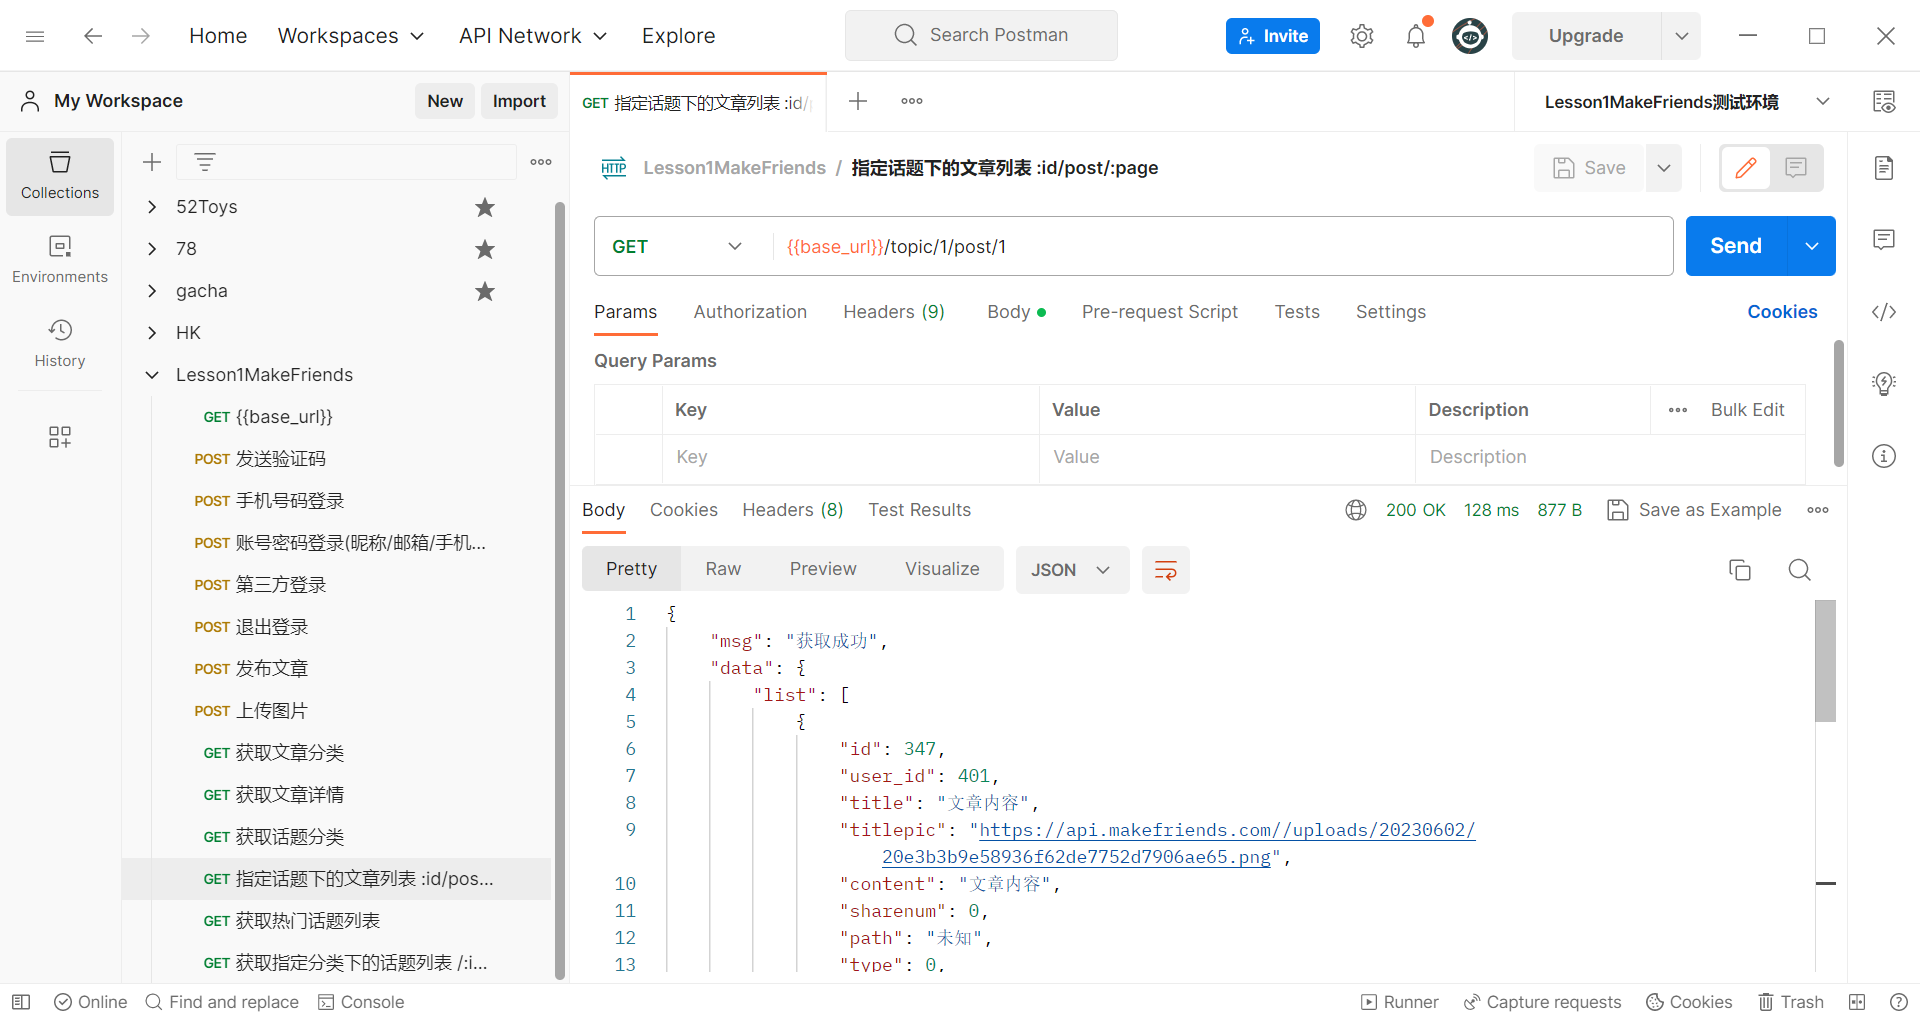 Home
Workspaces
API Network
Explore
Search Postman
Invite
Upgrade
My Workspace
New
Import
GET 指定话题下的文章列表 :id/
Lesson1MakeFriends测试环境
Collections
Environments
History
52Toys
78
gacha
HK
Lesson1MakeFriends
GET {{base_url}}
POST 发送验证码
POST 手机号码登录
POST 账号密码登录(昵称/邮箱/手机...
POST 第三方登录
POST 退出登录
POST 发布文章
POST 上传图片
GET 获取文章分类
GET 获取文章详情
GET 获取话题分类
GET 指定话题下的文章列表 :id/pos...
GET 获取热门话题列表
GET 获取指定分类下的话题列表 /:i...
HTTP Lesson1MakeFriends / 指定话题下的文章列表 :id/post/:page
Save
GET
{{base_url}}/topic/1/post/1
Send
Params
Authorization
Headers (9)
Body
Pre-request Script
Tests
Settings
Cookies
Query Params
Key
Value
Description
Bulk Edit
Key
Value
Description
Body
Cookies
Headers (8)
Test Results
200 OK
128 ms
877 B
Save as Example
Pretty
Raw
Preview
Visualize
JSON
1 {
2 "msg": "获取成功",
3 "data": {
4 "list": [
5 {
6 "id": 347,
7 "user_id": 401,
8 "title": "文章内容",
9 "titlepic": "https://api.makefriends.com//uploads/20230602/
20e3b3b9e58936f62de7752d7906ae65.png",
10 "content": "文章内容",
11 "sharenum": 0,
12 "path": "未知",
13 "type": 0,
Online
Find and replace
Console
Runner
Capture requests
Cookies
Trash